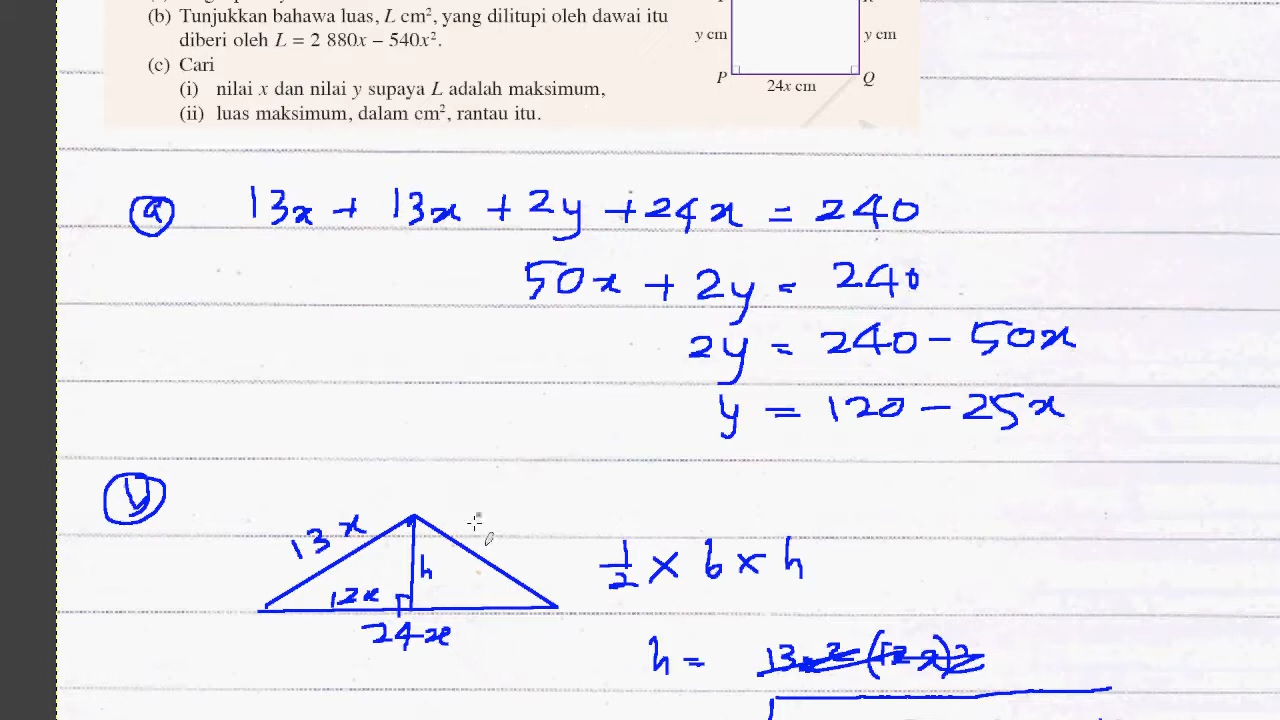 (b) Tunjukkan bahawa luas, L cm², yang dilitupi oleh dawai itu
diberi oleh L = 2 880x – 540x².
(c) Cari
(i) nilai x dan nilai y supaya L adalah maksimum,
(ii) luas maksimum, dalam cm², rantau itu.
y cm
y cm
P
Q
24x cm
(a) 13x + 13x + 2y + 24x = 240
50x + 2y = 240
2y = 240 - 50x
y = 120 - 25x
(b)
13x
h
12x
24x
1/2 × b × h
h =